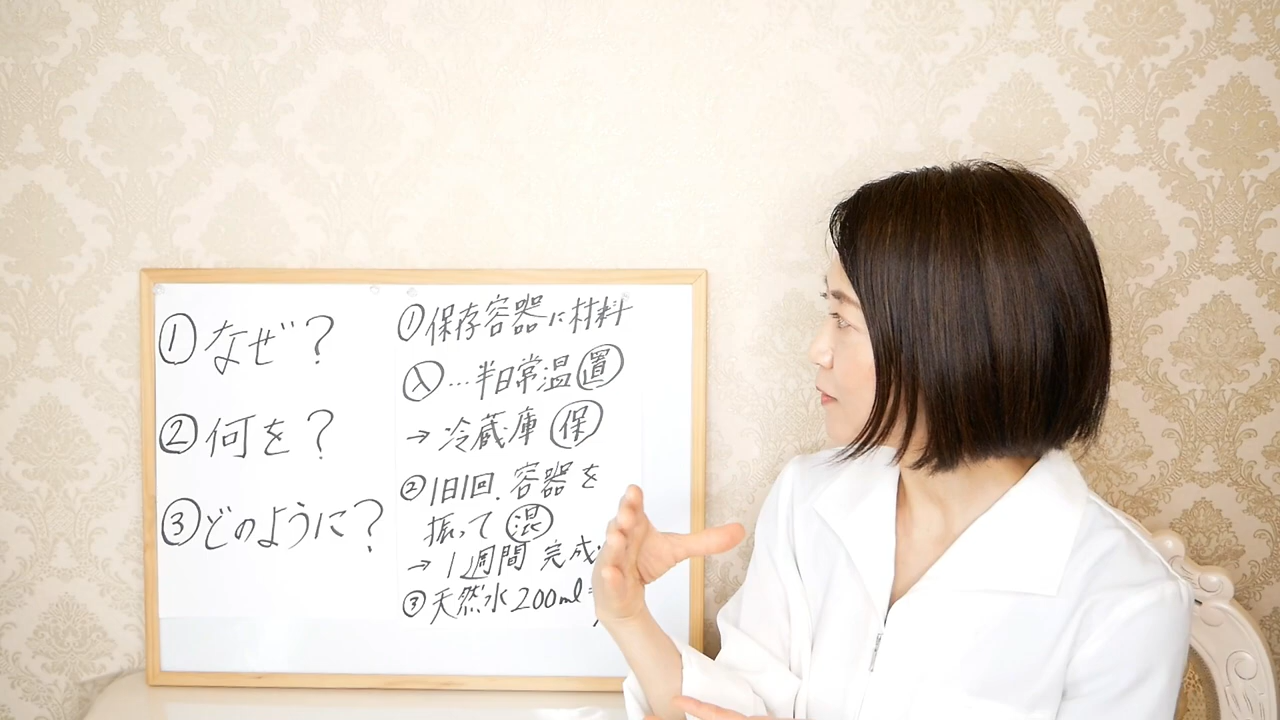 ①なぜ?
②何を?
③どのように?
①保存容器に材料
入…半日常温置
→冷蔵庫保
②1日1回、容器を
振って混
→1週間 完成
③天然水200ml